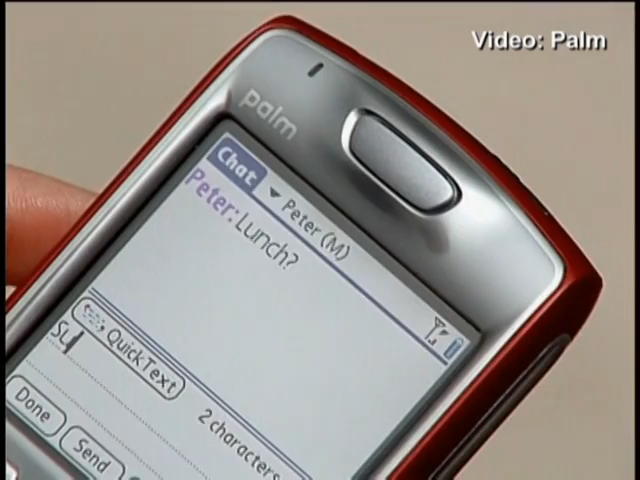 Video: Palm
palm
Chat
Peter (M)
Peter: Lunch?
QuickText
Su
2 characters
Done
Send